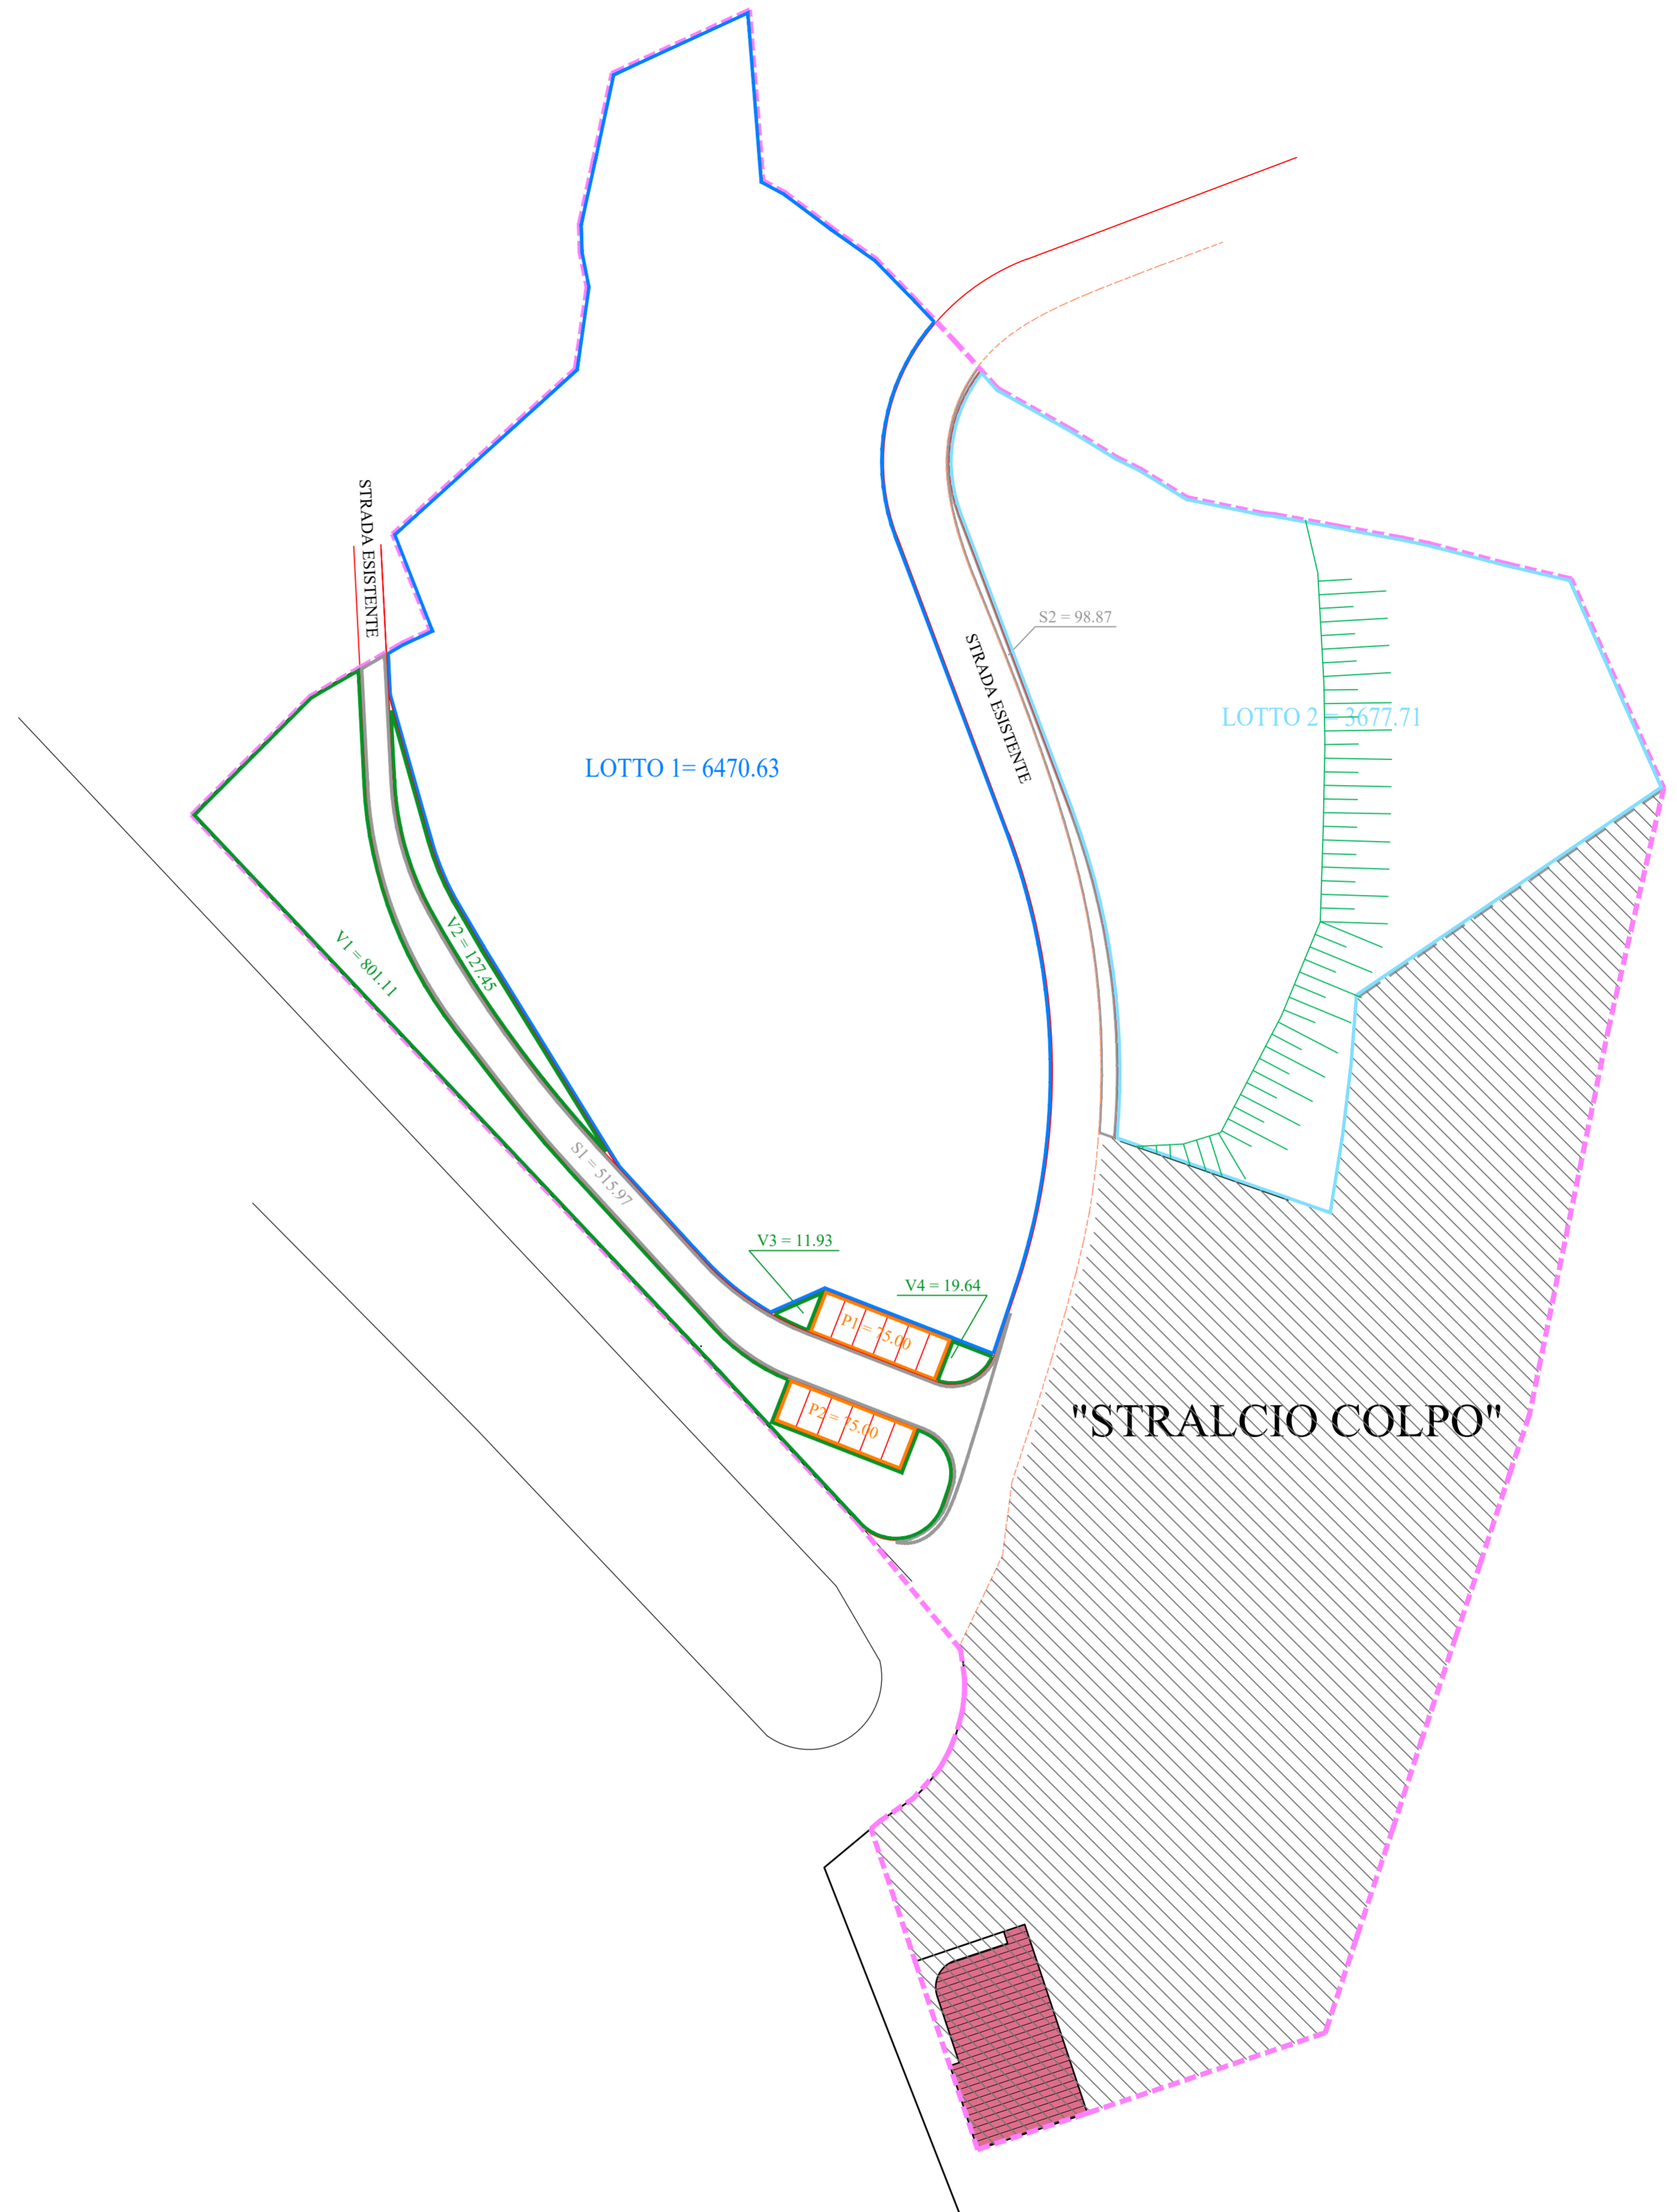 STRADA ESISTENTE
S2 = 98.87
STRADA ESISTENTE
LOTTO 2 = 3677.71
LOTTO 1= 6470.63
V2 = 127.45
V1 = 801.11
S1 = 515.97
V3 = 11.93
V4 = 19.64
P1 = 75.00
P2 = 75.00
"STRALCIO COLPO"